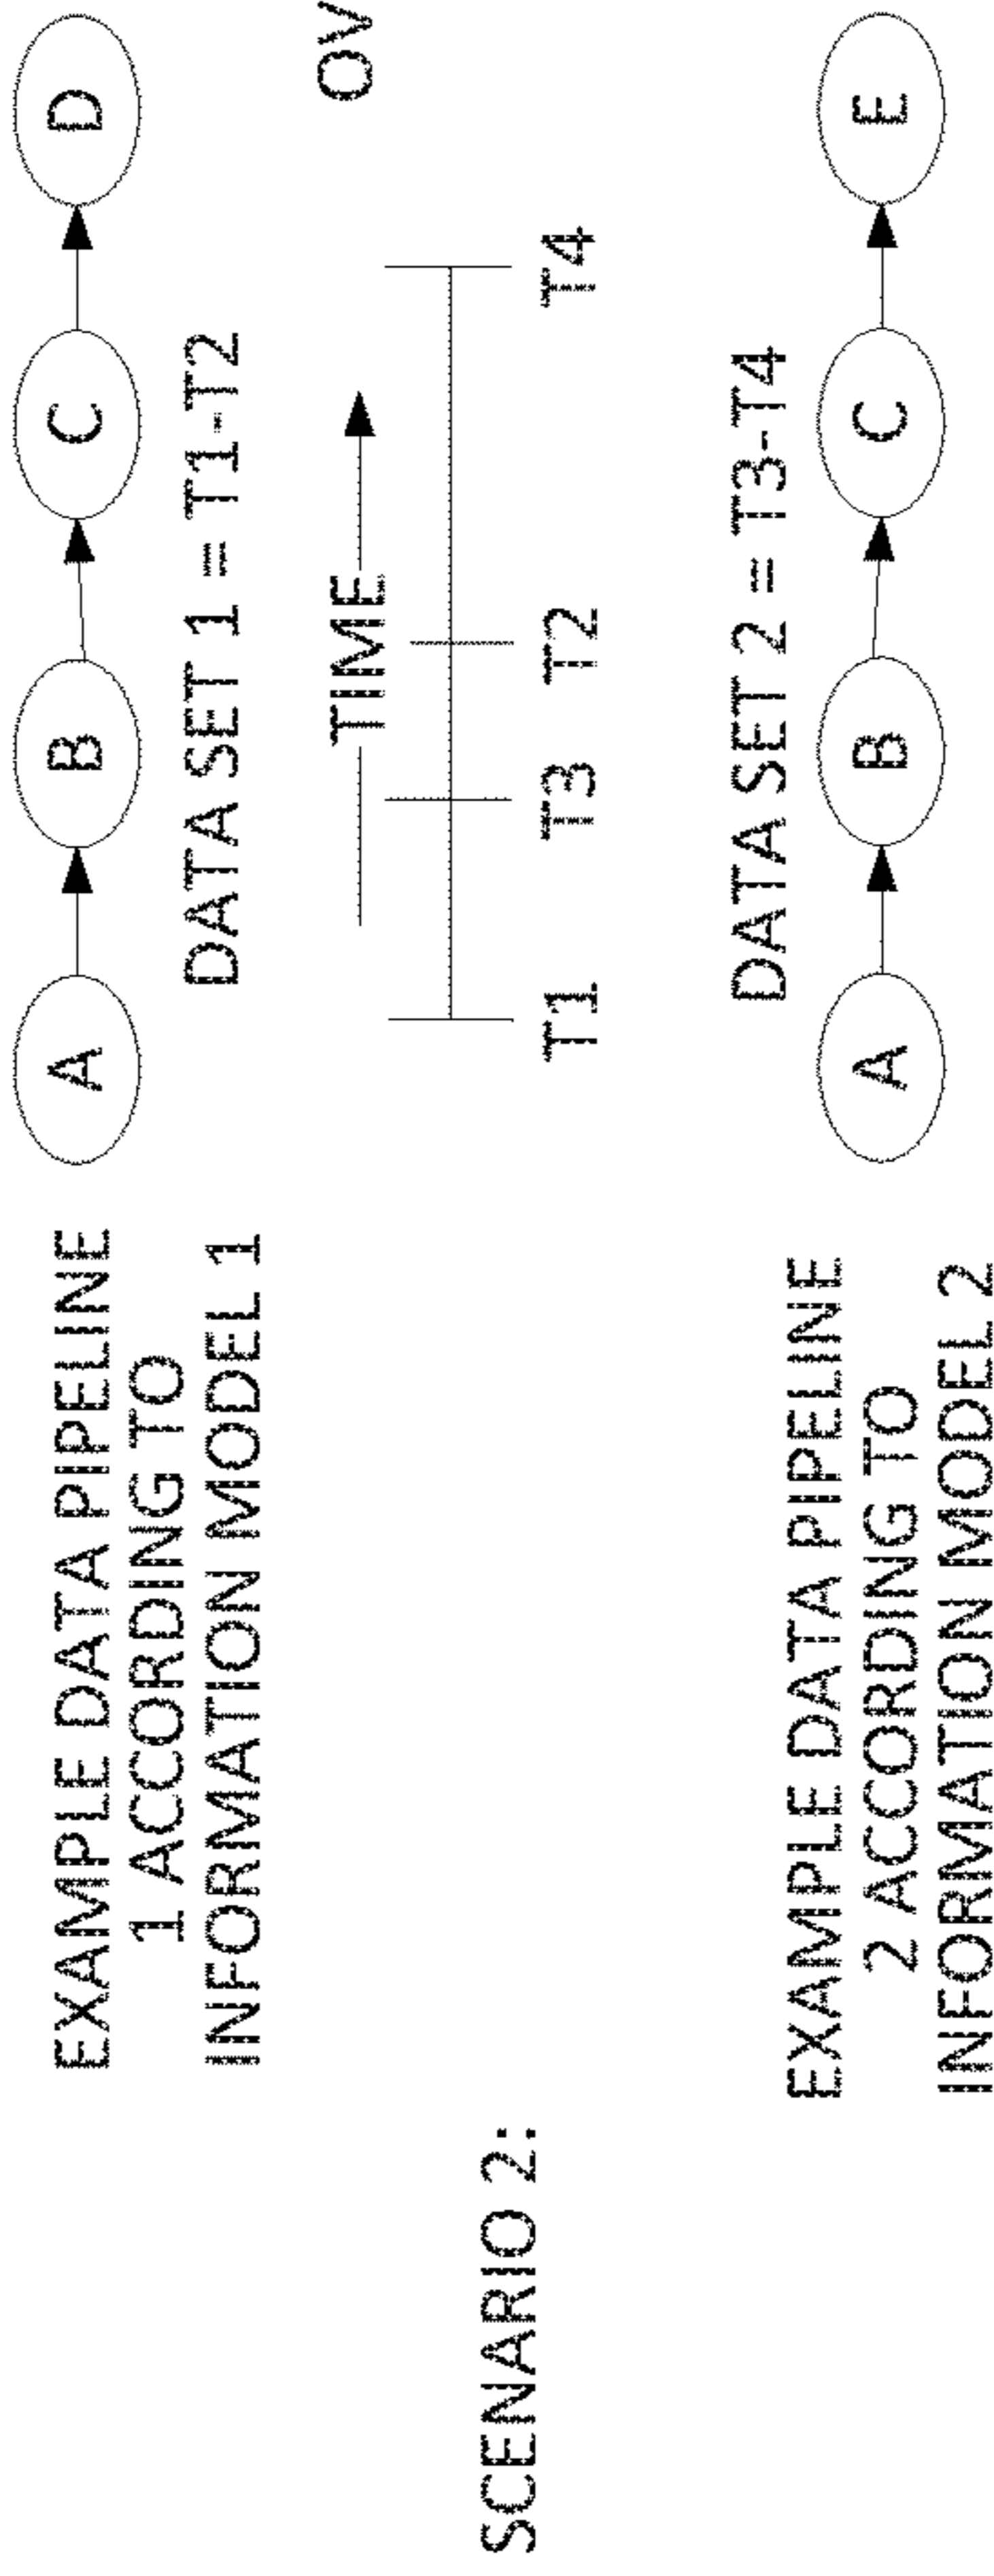 SCENARIO 2:
EXAMPLE DATA PIPELINE
1 ACCORDING TO
INFORMATION MODEL 1
A
B
C
D
DATA SET 1 = T1-T2
TIME
OV
T1
T3
T2
T4
DATA SET 2 = T3-T4
EXAMPLE DATA PIPELINE
2 ACCORDING TO
INFORMATION MODEL 2
A
B
C
E